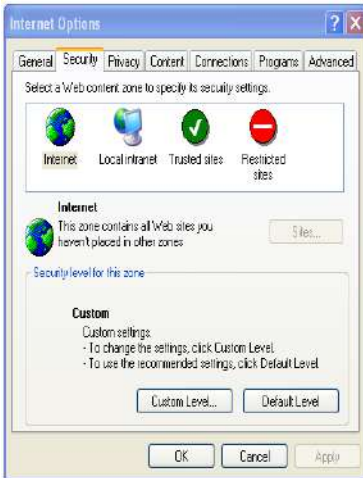 Internet Options
General Security Privacy Content Connections Programs Advanced
Select a Web content zone to specify its security settings.
Internet Local intranet Trusted sites Restricted sites
Internet
This zone contains all Web sites you
haven't placed in other zones
Sites...
Security level for this zone
Custom
Custom settings.
- To change the settings, click Custom Level.
- To use the recommended settings, click Default Level.
Custom Level... Default Level
OK Cancel Apply